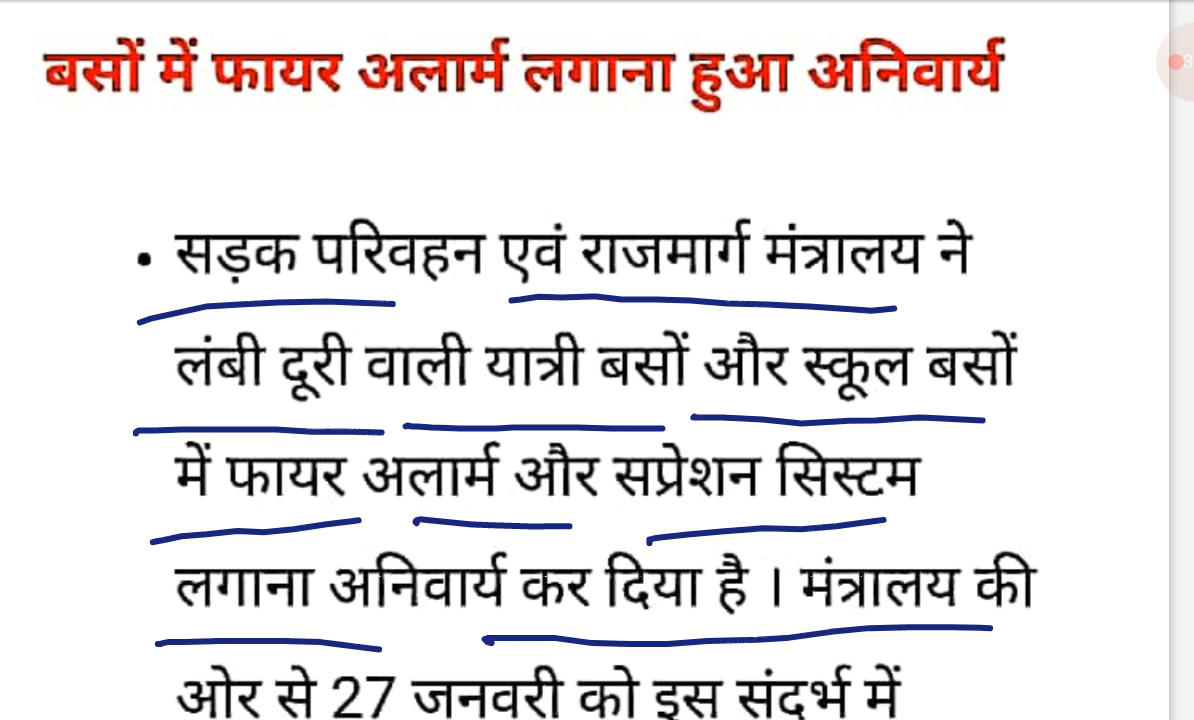 बसों में फायर अलार्म लगाना हुआ अनिवार्य
• सड़क परिवहन एवं राजमार्ग मंत्रालय ने
लंबी दूरी वाली यात्री बसों और स्कूल बसों
में फायर अलार्म और सप्रेशन सिस्टम
लगाना अनिवार्य कर दिया है । मंत्रालय की
ओर से 27 जनवरी को इस संदर्भ में